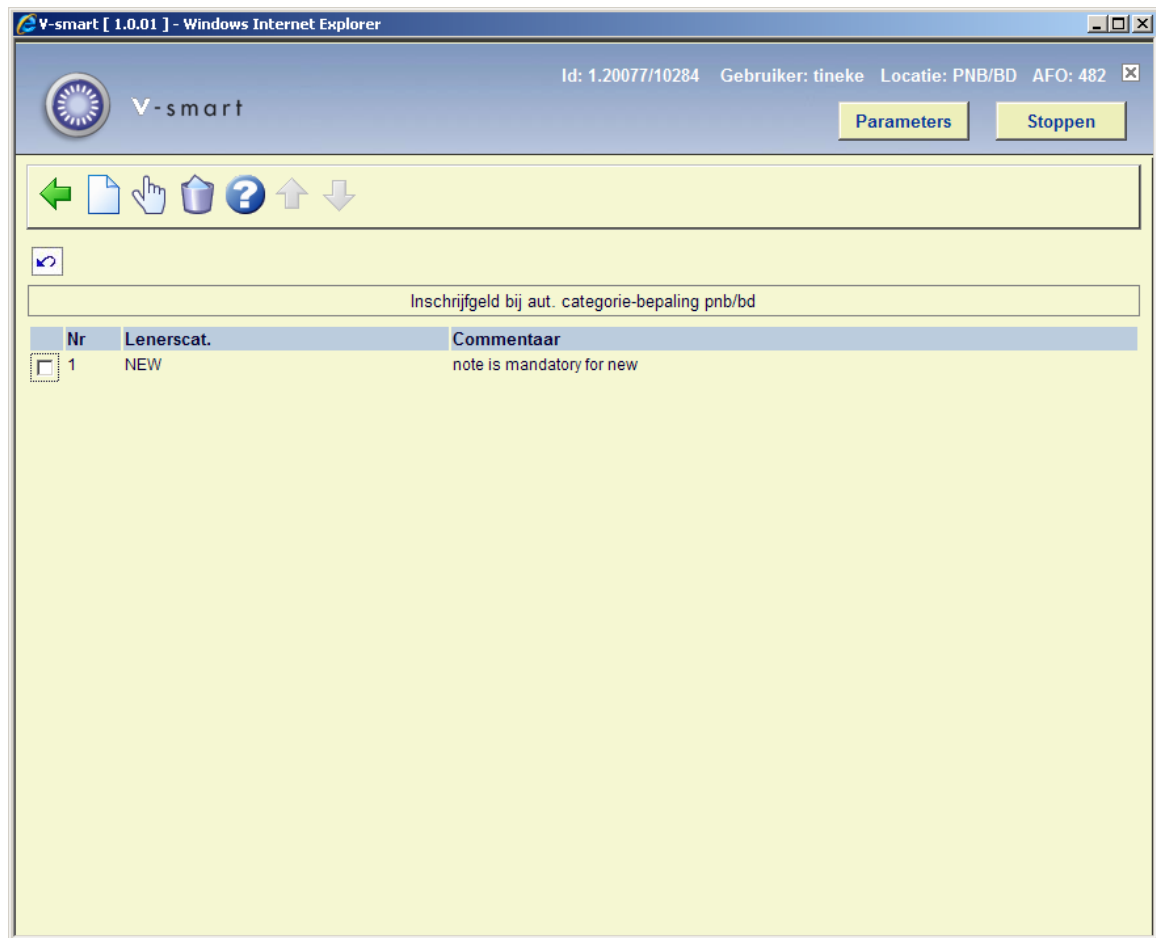 V-smart [ 1.0.01 ] - Windows Internet Explorer
Id: 1.20077/10284 Gebruiker: tineke Locatie: PNB/BD AFO: 482
V-smart
Parameters Stoppen
Inschrijfgeld bij aut. categorie-bepaling pnb/bd
Nr Lenerscat. Commentaar
1 NEW note is mandatory for new